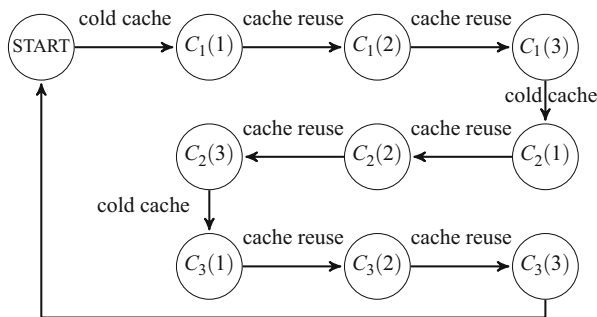 cold cache cache reuse cache reuse
START C₁(1) C₁(2) C₁(3)
cold cache
cache reuse cache reuse
C₂(3) C₂(2) C₂(1)
cold cache
cache reuse cache reuse
C₃(1) C₃(2) C₃(3)